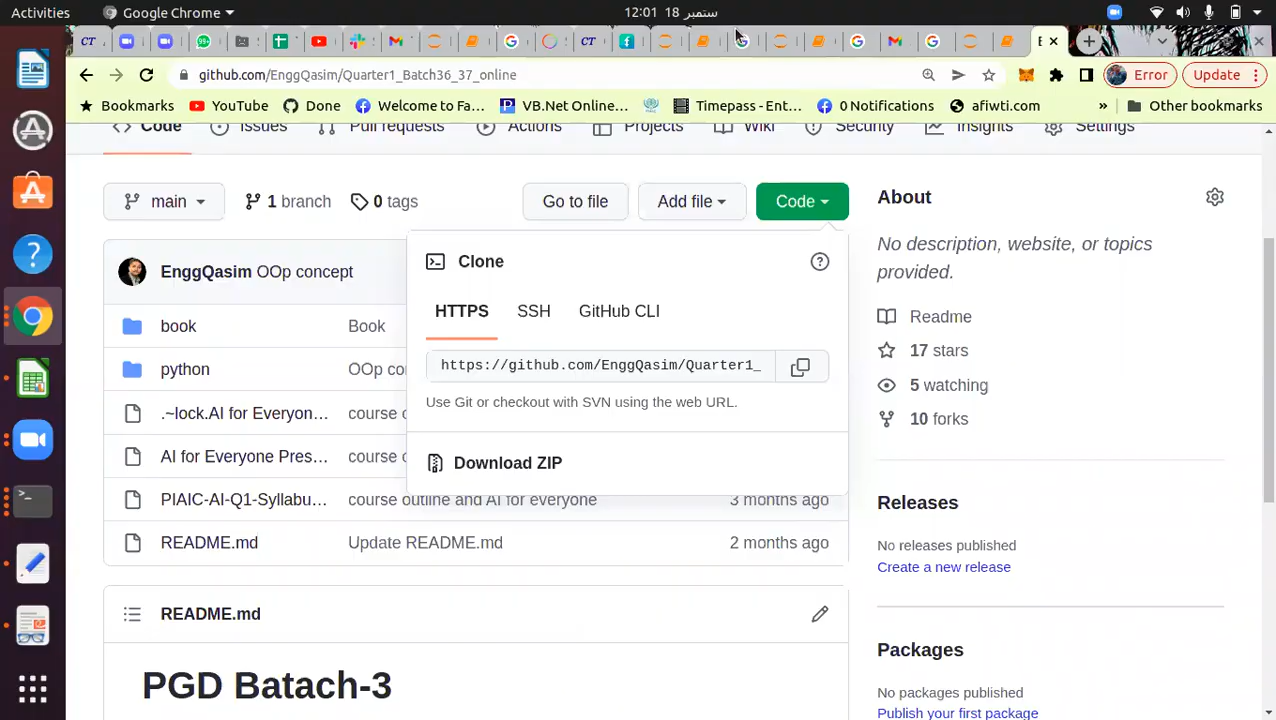 Activities Google Chrome 12:01 18 ستمبر
github.com/EnggQasim/Quarter1_Batch36_37_online Error Update
Bookmarks YouTube Done Welcome to Fa... VB.Net Online... Timepass - Ent... 0 Notifications afiwti.com » Other bookmarks
Code Issues Pull requests Actions Projects Wiki Security Insights Settings
main 1 branch 0 tags Go to file Add file Code
About
No description, website, or topics
provided.
EnggQasim OOp concept
Clone
HTTPS SSH GitHub CLI
https://github.com/EnggQasim/Quarter1_
Use Git or checkout with SVN using the web URL.
Download ZIP
book Book
python OOp co
.~lock.AI for Everyon... course o
AI for Everyone Pres... course o
PIAIC-AI-Q1-Syllabu... course outline and AI for everyone 3 months ago
README.md Update README.md 2 months ago
Readme
17 stars
5 watching
10 forks
Releases
No releases published
Create a new release
Packages
No packages published
Publish your first package
README.md
PGD Batach-3